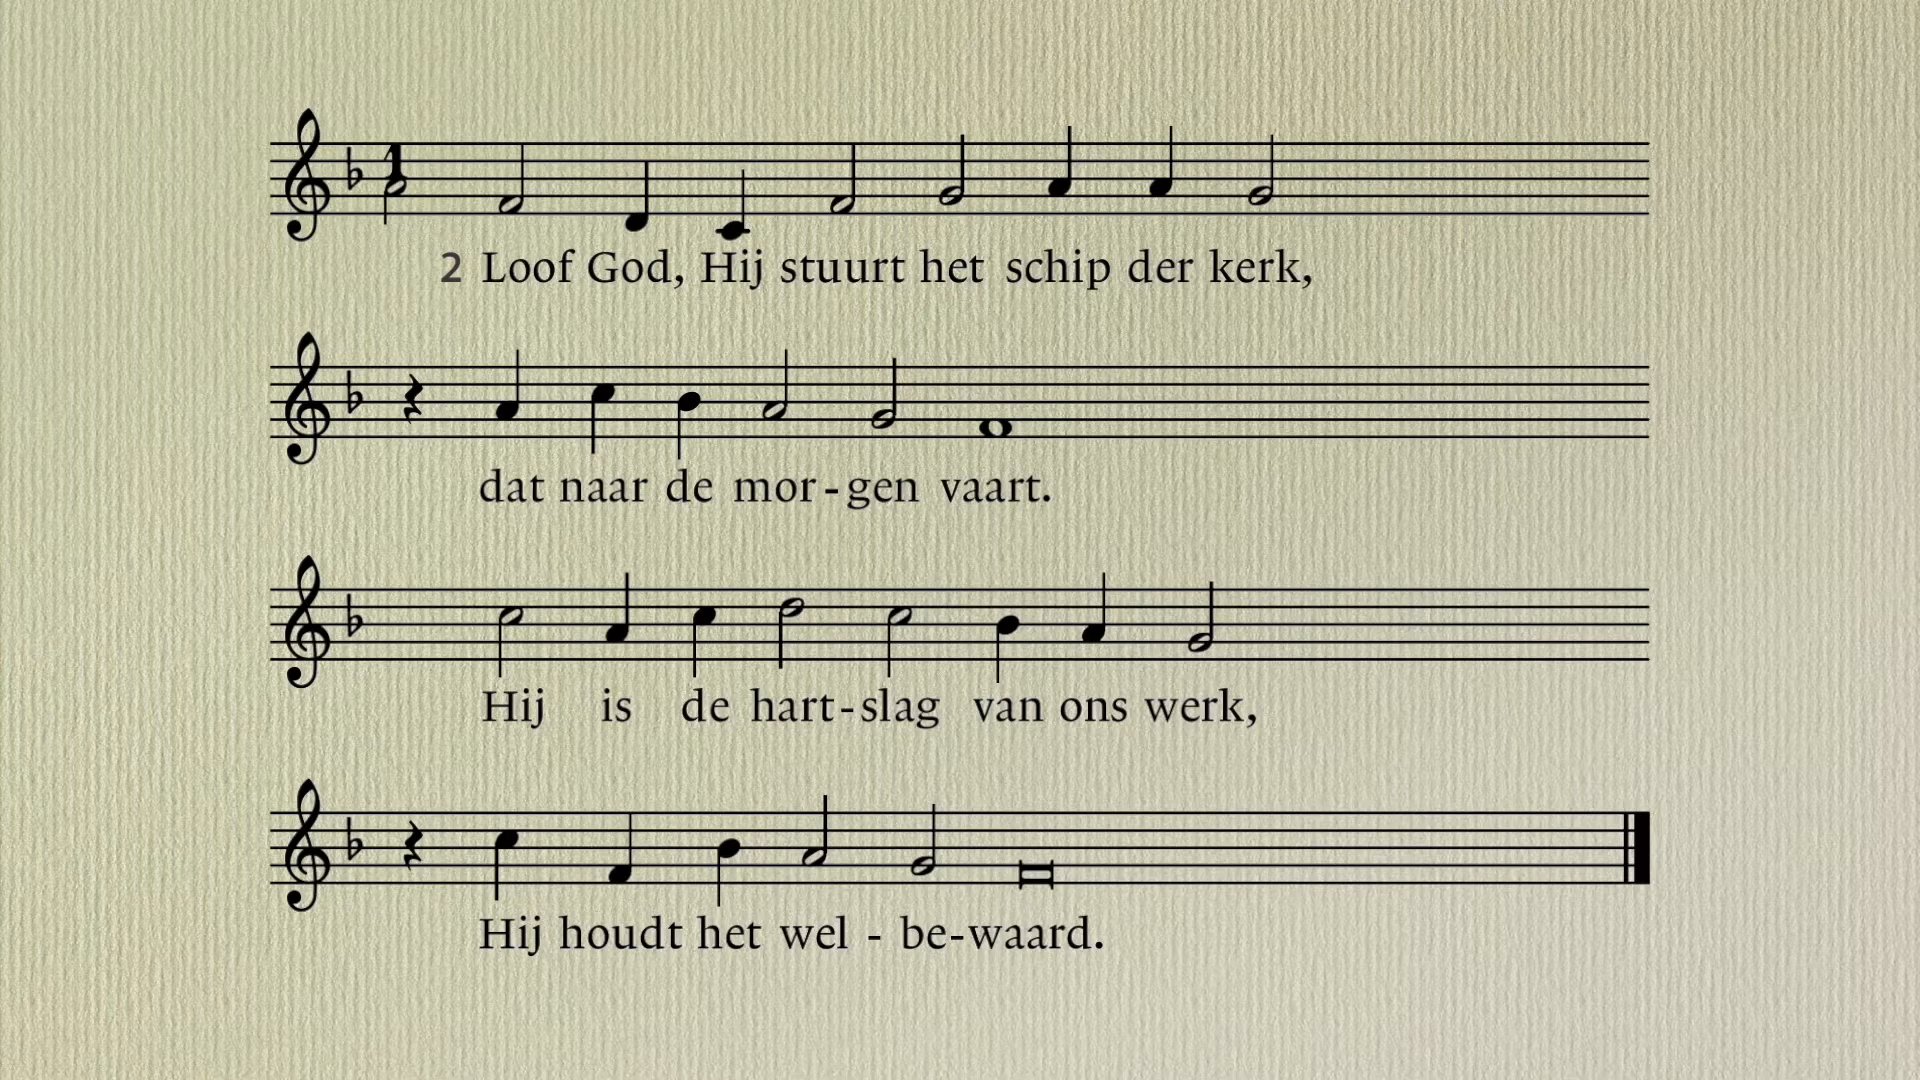 2 Loof God, Hij stuurt het schip der kerk,
dat naar de mor-gen vaart.
Hij is de hart-slag van ons werk,
Hij houdt het wel - be-waard.